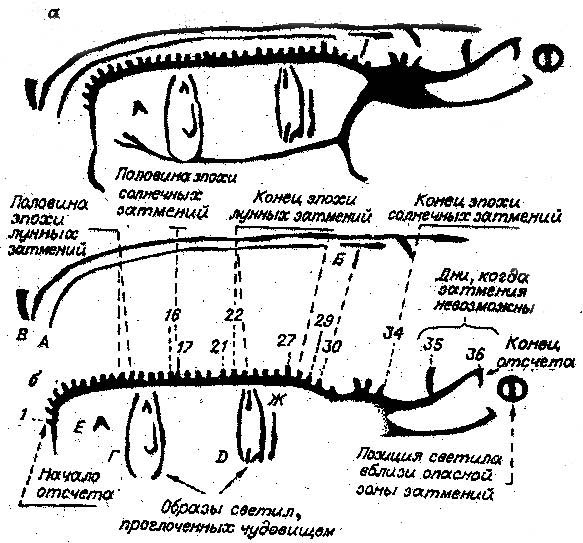 а
Половина эпохи
солнечных
затмений
Половина
эпохи
лунных
затмений
Конец эпохи
лунных затмений
Конец эпохи
солнечных затмений
Б
Дни, когда
затмения
невозможны
В А
16
17
21
22
27
29
30
34
35
36
Конец
отсчета
б
1
Е
Г
D
Ж
Начало
отсчета
Образы светил,
проглоченных чудовищем
Позиция светила
вблизи опасной
зоны затмений